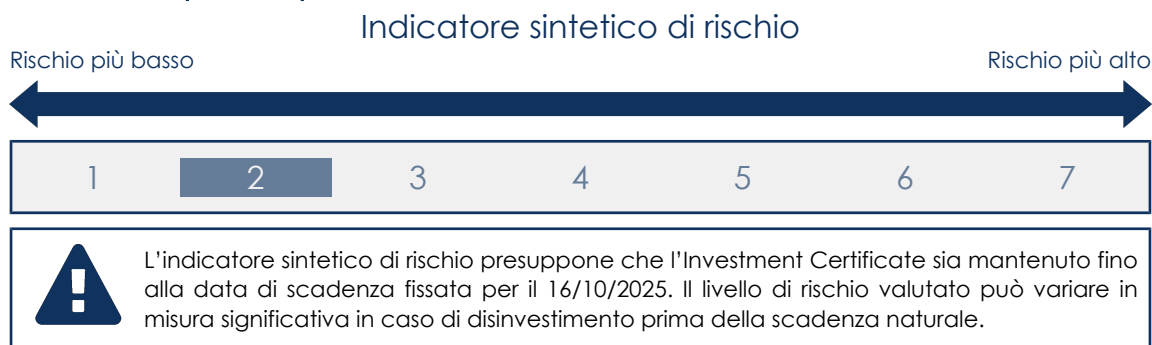 Indicatore sintetico di rischio
Rischio più basso
Rischio più alto
1 2 3 4 5 6 7
L'indicatore sintetico di rischio presuppone che l'Investment Certificate sia mantenuto fino
alla data di scadenza fissata per il 16/10/2025. Il livello di rischio valutato può variare in
misura significativa in caso di disinvestimento prima della scadenza naturale.